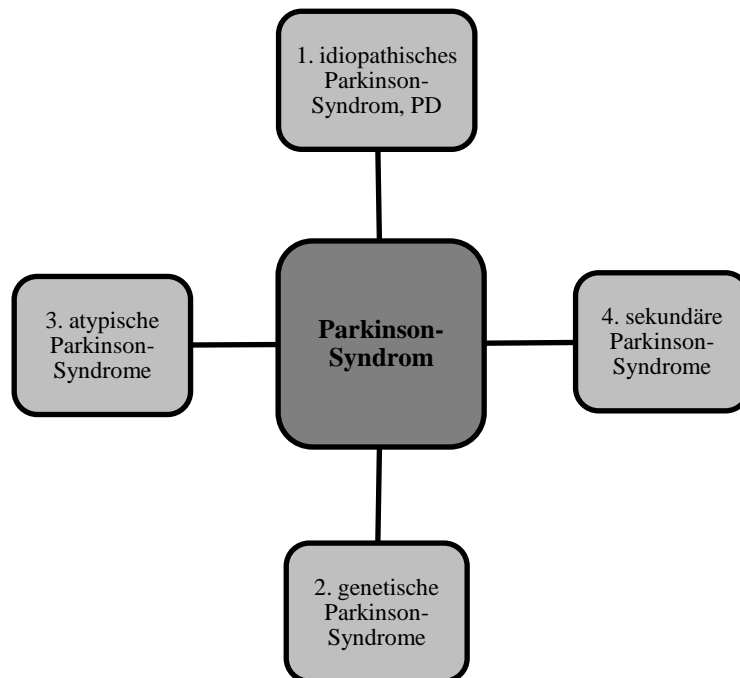 1. idiopathisches
Parkinson-
Syndrom, PD
3. atypische
Parkinson-
Syndrome
Parkinson-
Syndrom
4. sekundäre
Parkinson-
Syndrome
2. genetische
Parkinson-
Syndrome